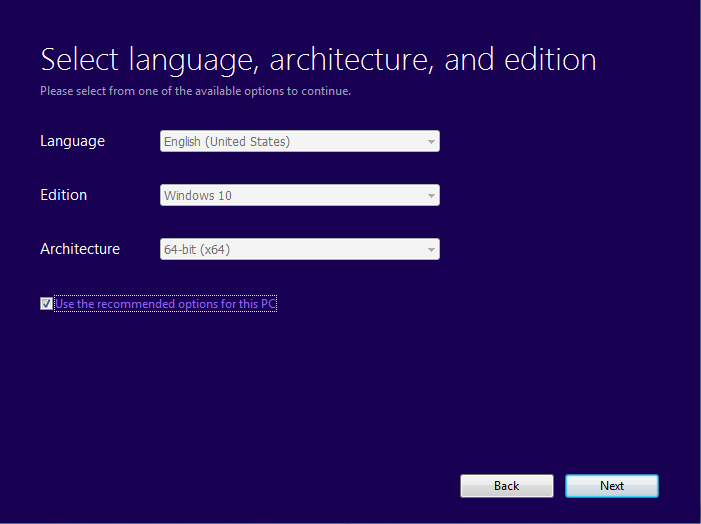 Select language, architecture, and edition
Please select from one of the available options to continue.
Language English (United States)
Edition Windows 10
Architecture 64-bit (x64)
Use the recommended options for this PC
Back Next